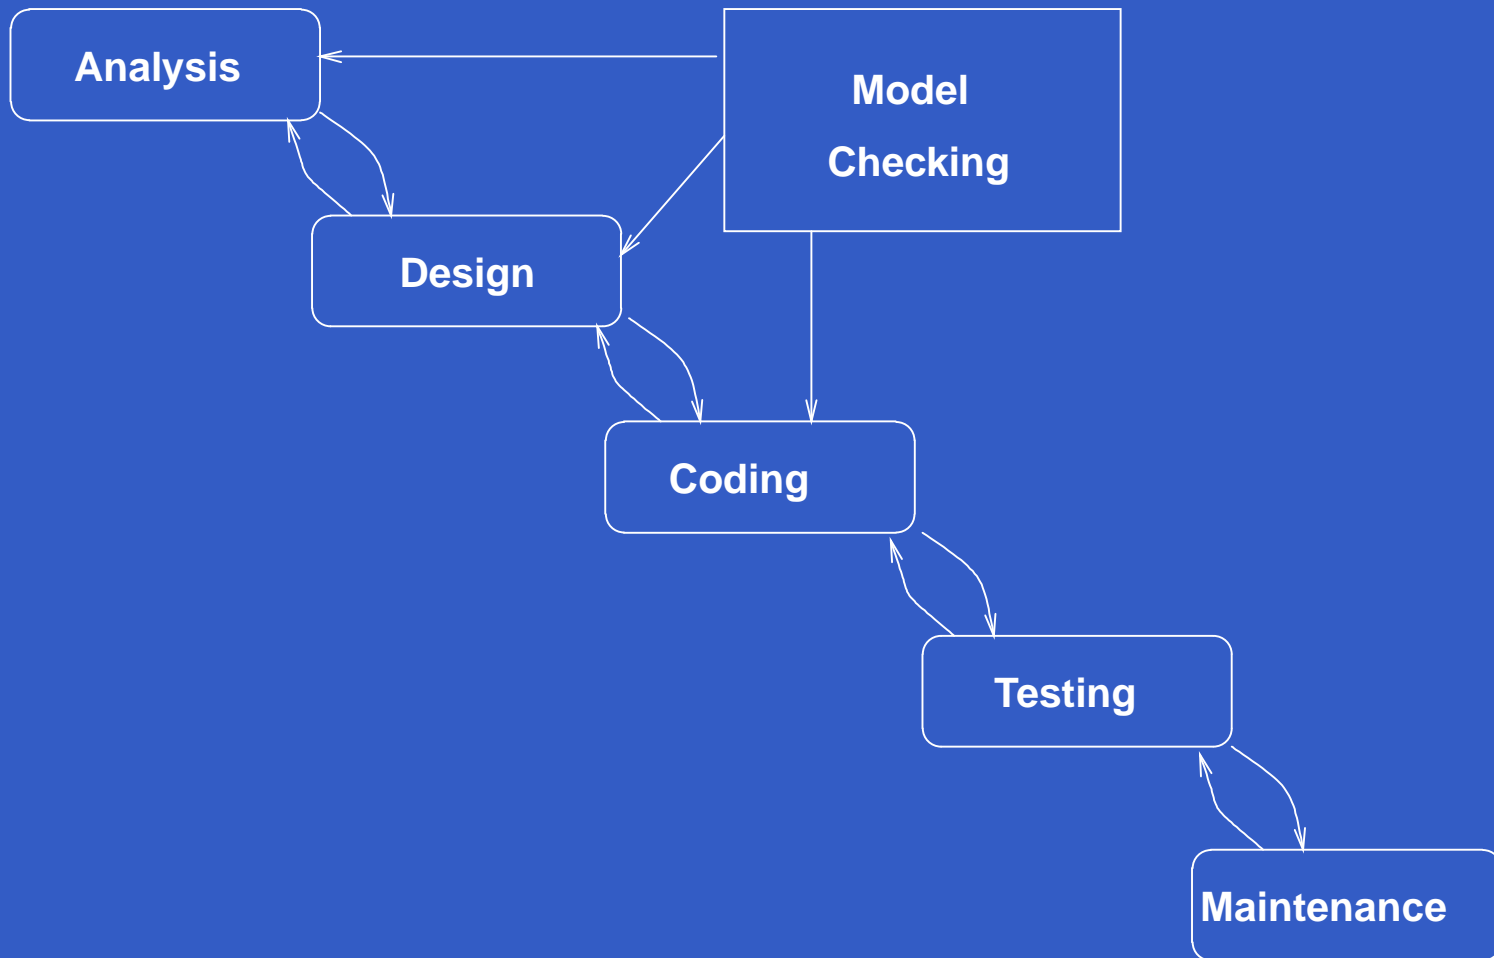 Analysis
Model
Checking
Design
Coding
Testing
Maintenance